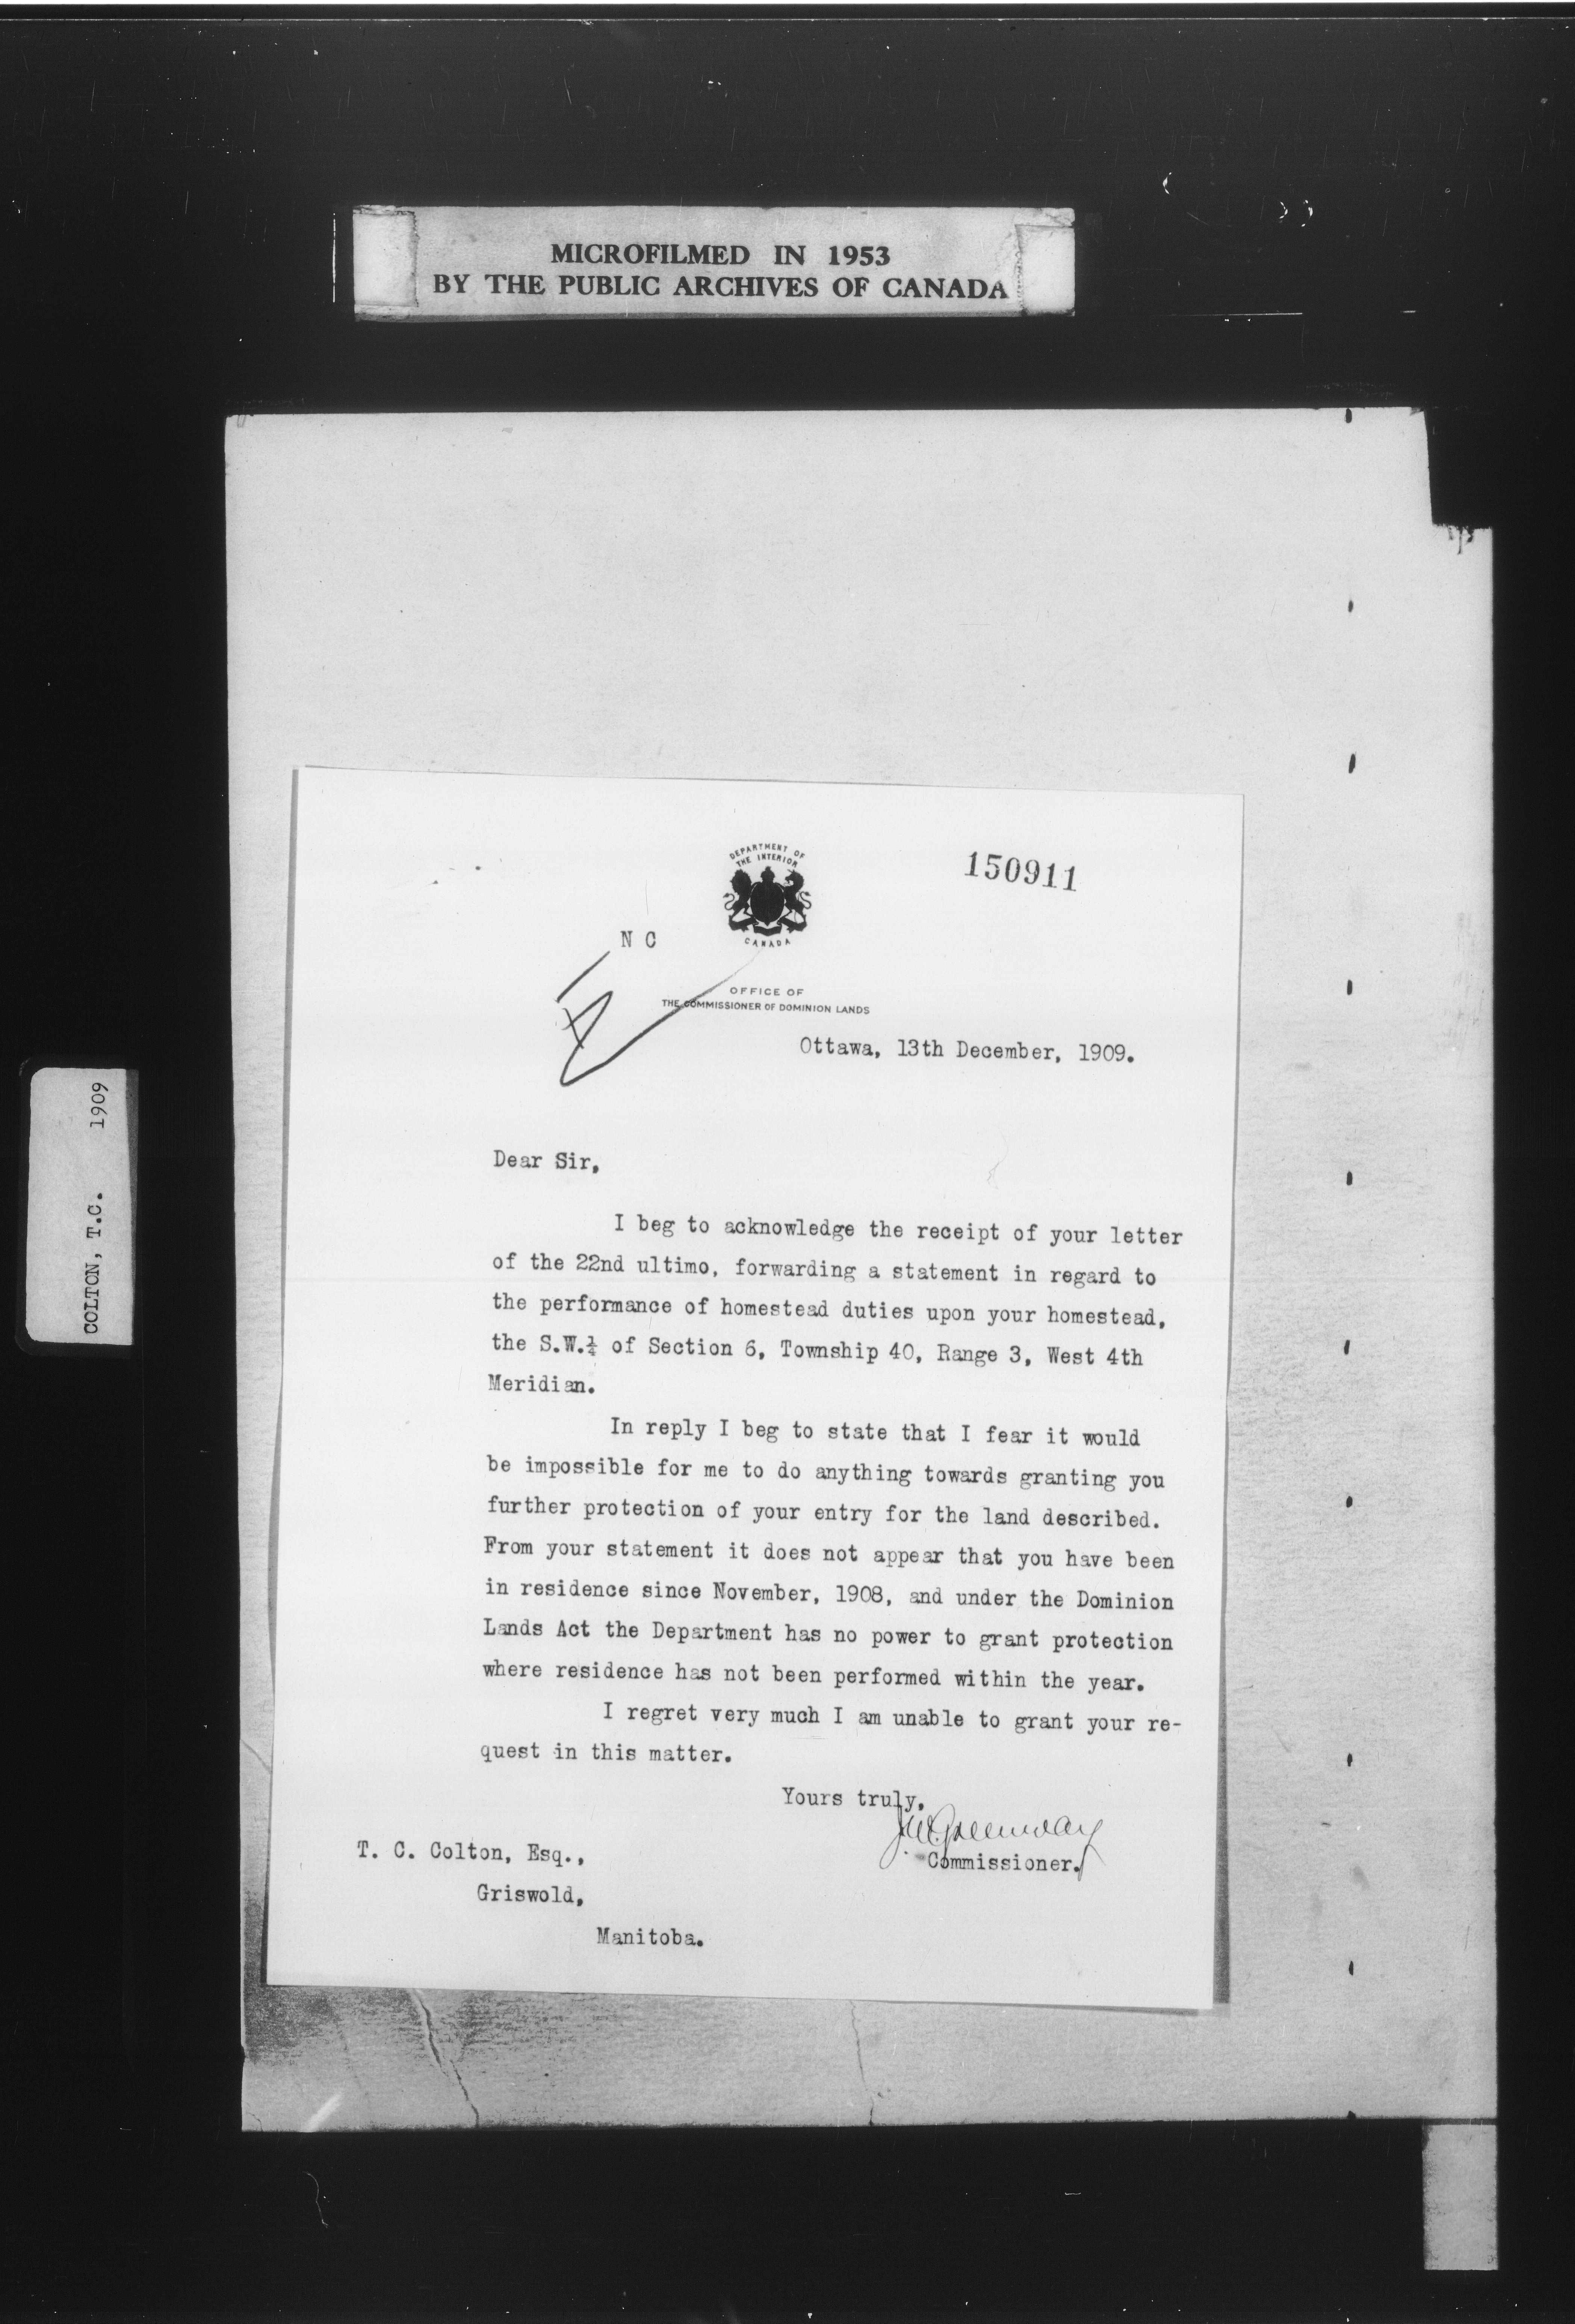 MICROFILMED IN 1953
BY THE PUBLIC ARCHIVES OF CANADA
COLTON, T.C. 1909
DEPARTMENT OF
THE INTERIOR
CANADA
150911
N C
OFFICE OF
THE COMMISSIONER OF DOMINION LANDS
Ottawa, 13th December, 1909.
Dear Sir,
I beg to acknowledge the receipt of your letter
of the 22nd ultimo, forwarding a statement in regard to
the performance of homestead duties upon your homestead,
the S.W.¼ of Section 6, Township 40, Range 3, West 4th
Meridian.
In reply I beg to state that I fear it would
be impossible for me to do anything towards granting you
further protection of your entry for the land described.
From your statement it does not appear that you have been
in residence since November, 1908, and under the Dominion
Lands Act the Department has no power to grant protection
where residence has not been performed within the year.
I regret very much I am unable to grant your re-
quest in this matter.
Yours truly,
J.W. Greenway
Commissioner.
T. C. Colton, Esq.,
Griswold,
Manitoba.